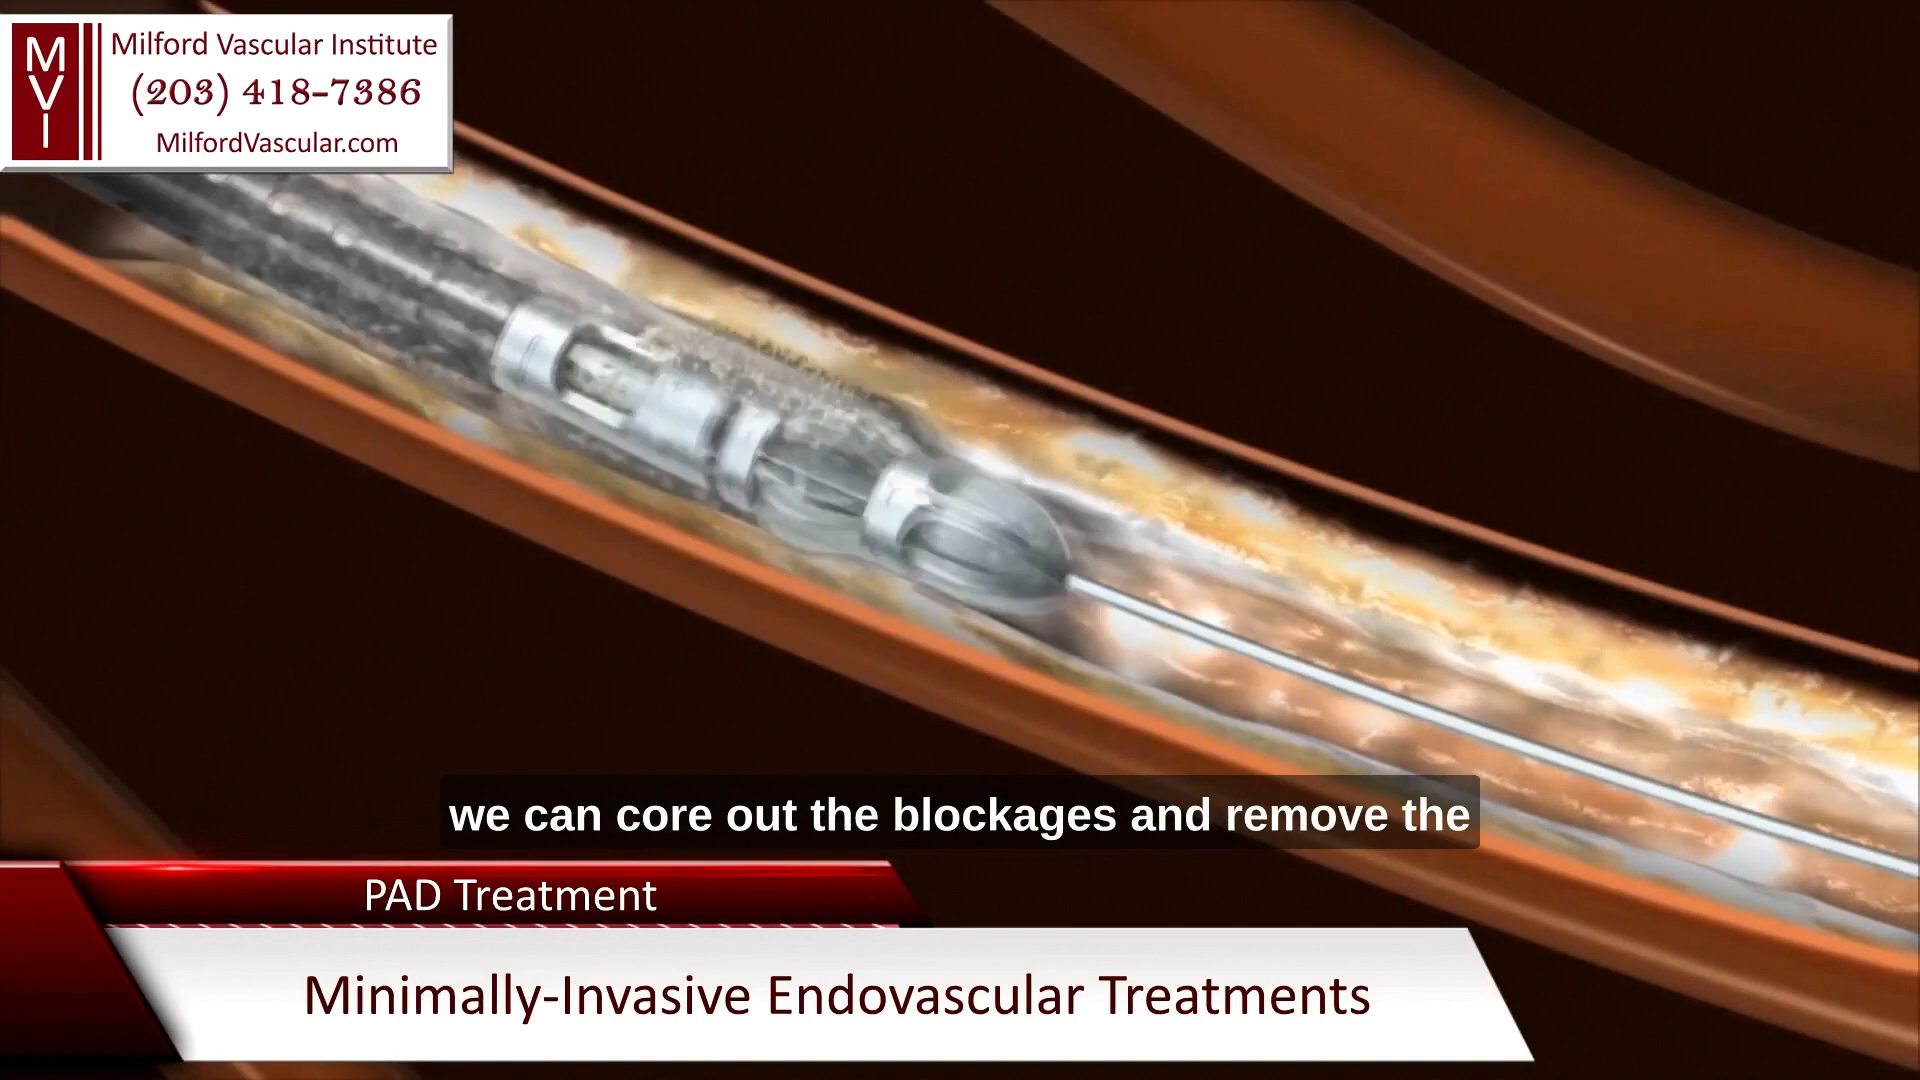 MVI
Milford Vascular Institute
(203) 418-7386
MilfordVascular.com
we can core out the blockages and remove the
PAD Treatment
Minimally-Invasive Endovascular Treatments